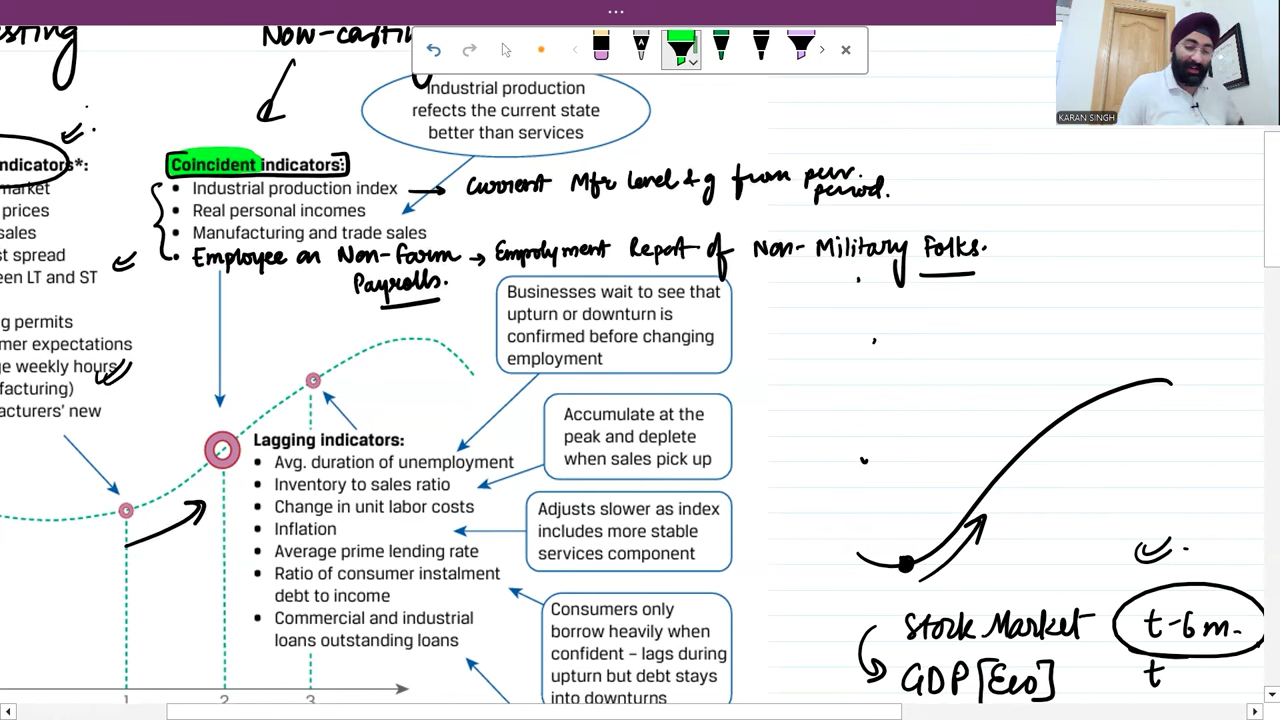 Now-casting
Industrial production
refects the current state
better than services
KARAN SINGH
ndicators*:
market
prices
sales
st spread
een LT and ST
g permits
mer expectations
ge weekly hours
facturing)
acturers' new
Coincident indicators:
• Industrial production index → Current Mfr Level & g from prev. period.
• Real personal incomes
• Manufacturing and trade sales
• Employee on Non-Farm Payrolls. → Employment Report of Non-Military Folks.
Businesses wait to see that
upturn or downturn is
confirmed before changing
employment
Lagging indicators:
• Avg. duration of unemployment
• Inventory to sales ratio
• Change in unit labor costs
• Inflation
• Average prime lending rate
• Ratio of consumer instalment
debt to income
• Commercial and industrial
loans outstanding loans
Accumulate at the
peak and deplete
when sales pick up
Adjusts slower as index
includes more stable
services component
Consumers only
borrow heavily when
confident – lags during
upturn but debt stays
into downturns
Stock Market t-6m.
GDP [Eco] t
1 2 3